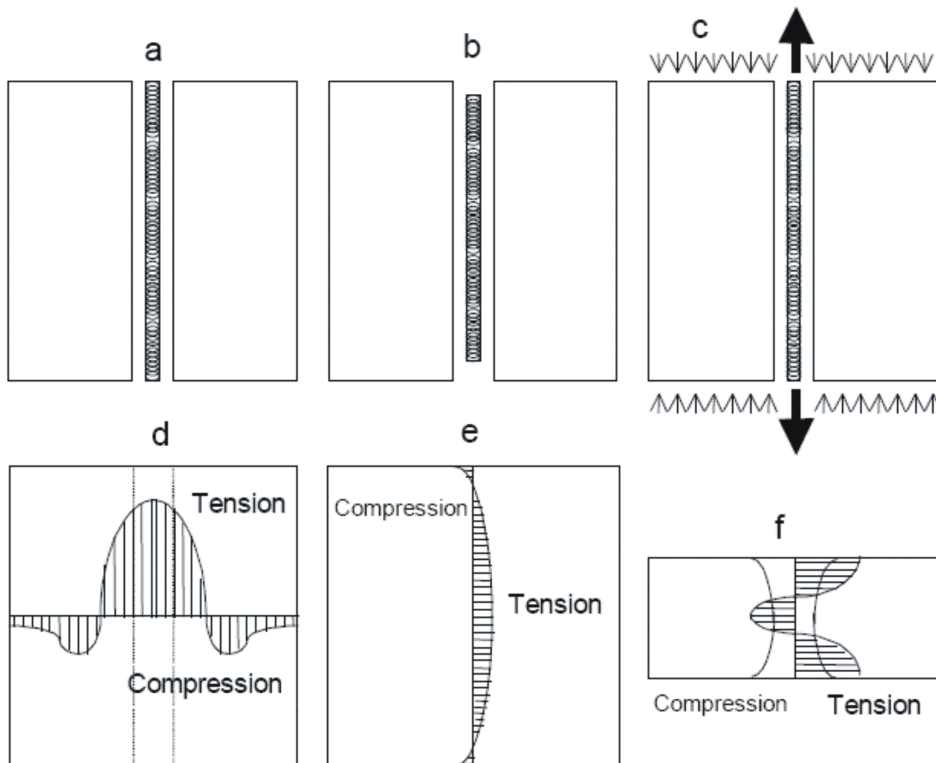 a
b
c
d
Tension
Compression
e
Compression
Tension
f
Compression
Tension